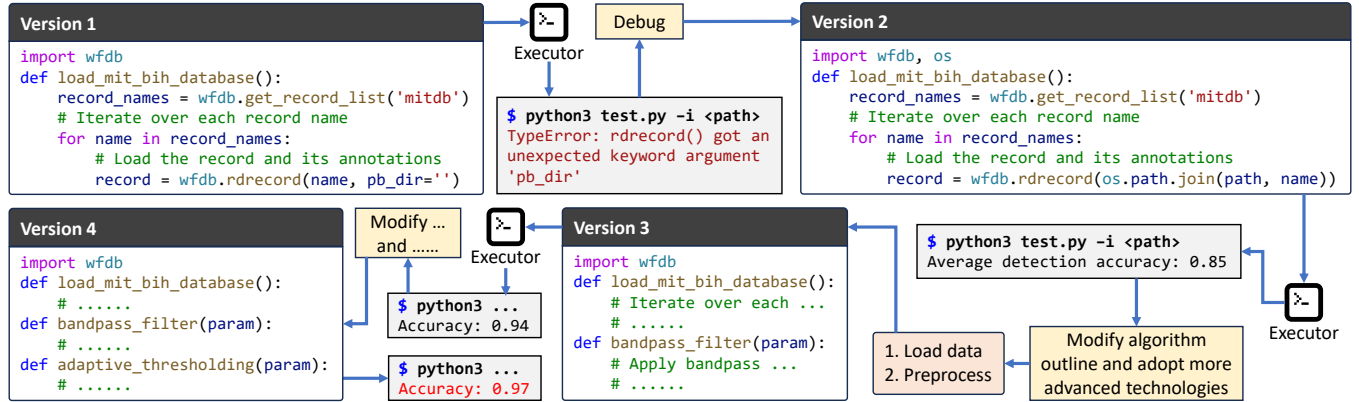 Version 1
import wfdb
def load_mit_bih_database():
    record_names = wfdb.get_record_list('mitdb')
    # Iterate over each record name
    for name in record_names:
        # Load the record and its annotations
        record = wfdb.rdrecord(name, pb_dir='')
Executor
$ python3 test.py –i <path>
TypeError: rdrecord() got an
unexpected keyword argument
'pb_dir'
Debug
Version 2
import wfdb, os
def load_mit_bih_database():
    record_names = wfdb.get_record_list('mitdb')
    # Iterate over each record name
    for name in record_names:
        # Load the record and its annotations
        record = wfdb.rdrecord(os.path.join(path, name))
Executor
$ python3 test.py –i <path>
Average detection accuracy: 0.85
Modify algorithm
outline and adopt more
advanced technologies
1. Load data
2. Preprocess
Version 3
import wfdb
def load_mit_bih_database():
    # Iterate over each ...
    # ......
def bandpass_filter(param):
    # Apply bandpass ...
    # ......
Executor
$ python3 ...
Accuracy: 0.94
Modify ...
and ......
Version 4
import wfdb
def load_mit_bih_database():
    # ......
def bandpass_filter(param):
    # ......
def adaptive_thresholding(param):
    # ......
$ python3 ...
Accuracy: 0.97